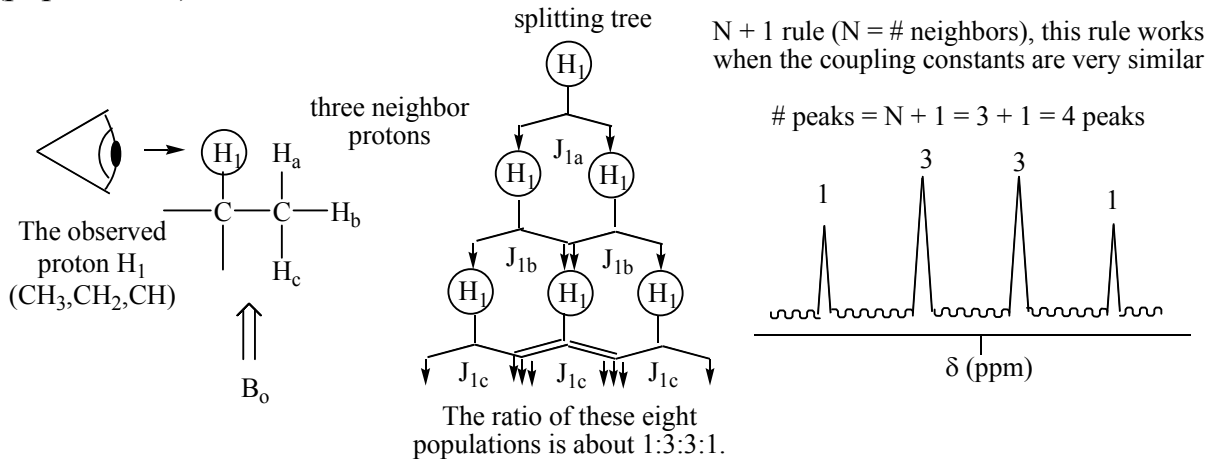 splitting tree
N + 1 rule (N = # neighbors), this rule works
when the coupling constants are very similar
H₁
three neighbor
protons
# peaks = N + 1 = 3 + 1 = 4 peaks
H₁ Hₐ
J₁ₐ
H₁ H₁
1 3 3 1
C C H_b
The observed
proton H₁
(CH₃,CH₂,CH)
H_c
J₁b J₁b
H₁ H₁ H₁
Bₒ
J₁c J₁c J₁c
δ (ppm)
The ratio of these eight
populations is about 1:3:3:1.